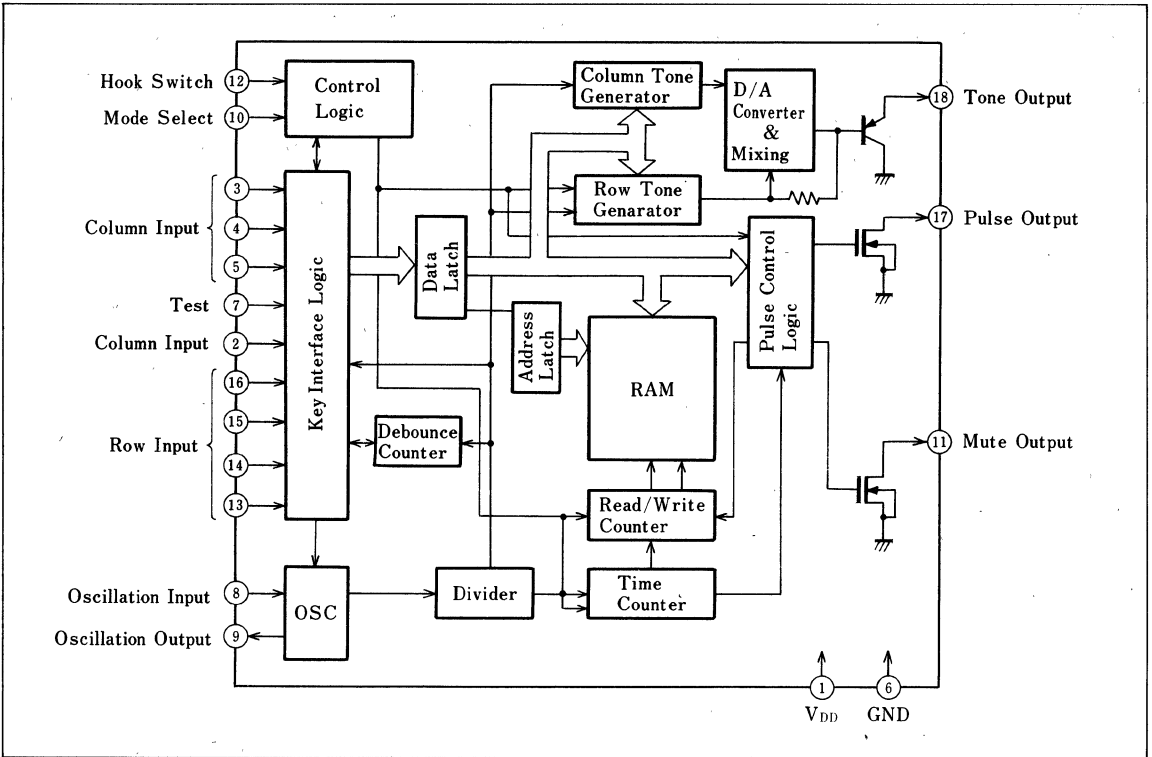 Hook Switch
12
Mode Select
10
Column Input
3
4
5
Test
7
Column Input
2
Row Input
16
15
14
13
Oscillation Input
8
Oscillation Output
9
Control
Logic
Key Interface Logic
OSC
Data Latch
Address
Latch
Debounce
Counter
Divider
Column Tone
Generator
Row Tone
Genarator
D/A
Converter
&
Mixing
RAM
Pulse Control
Logic
Read/Write
Counter
Time
Counter
18
Tone Output
17
Pulse Output
11
Mute Output
1
VDD
6
GND